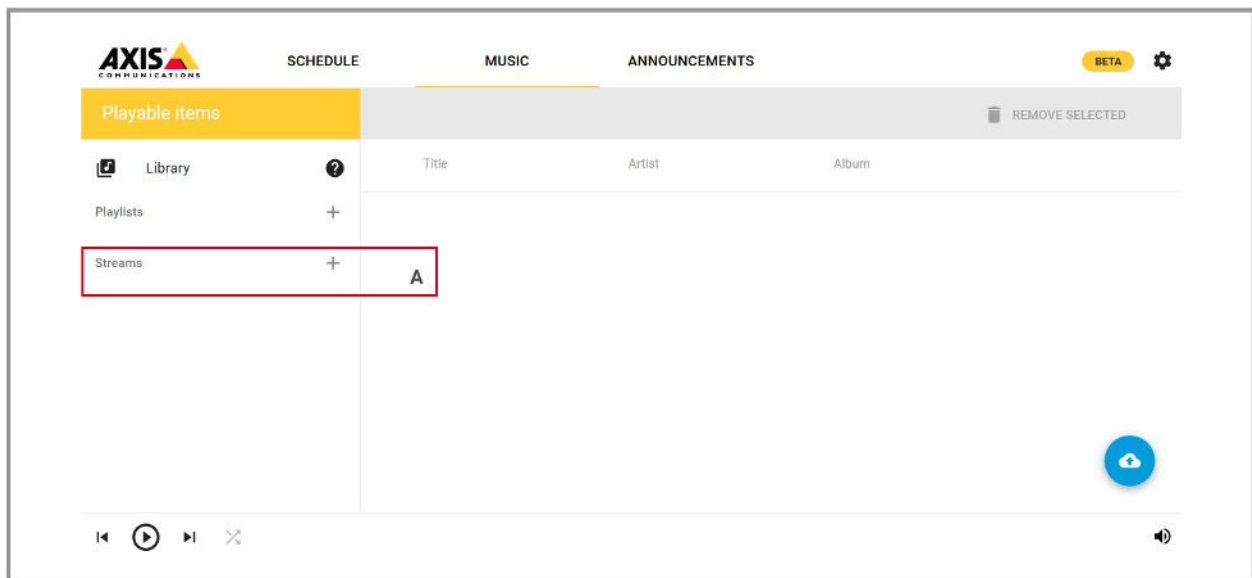 AXIS
COMMUNICATIONS
SCHEDULE MUSIC ANNOUNCEMENTS BETA
Playable items REMOVE SELECTED
Library Title Artist Album
Playlists
Streams
A